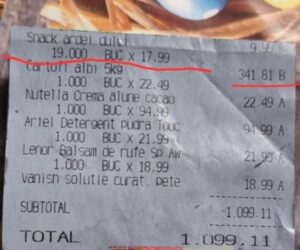 Snack ardei dulci 9.99 B
19.000 BUC x 17.99
Cartofi albi 5kg 341.81 B
1.000 BUC x 22.49
Nutella Crema alune cacao 22.49 A
1.000 BUC x 94.99
Ariel Detergent pudra Touc 94.99 A
1.000 BUC x 21.99
Lenor Balsam de rufe Sp AW 21.99 A
1.000 BUC x 18.99
Vanish solutie curat. pete 18.99 A
SUBTOTAL -1.099.11
TOTAL 1.099.11